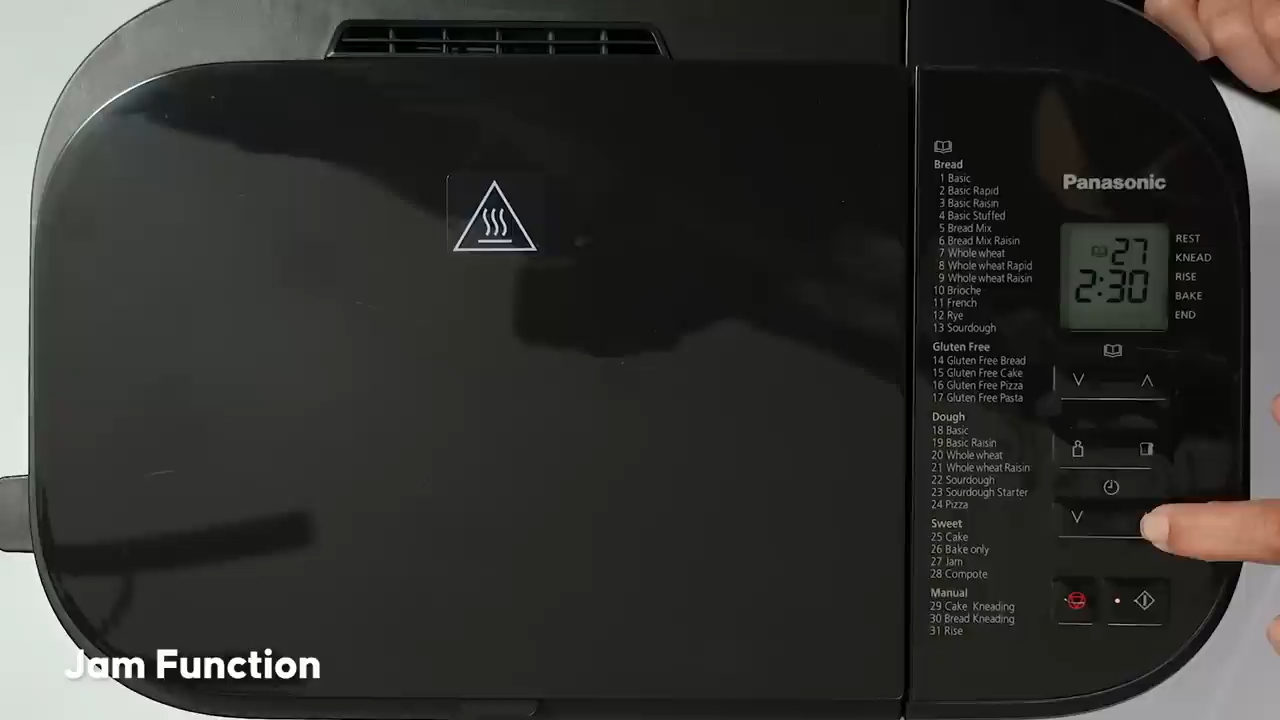 Bread
1 Basic
2 Basic Rapid
3 Basic Raisin
4 Basic Stuffed
5 Bread Mix
6 Bread Mix Raisin
7 Whole wheat
8 Whole wheat Rapid
9 Whole wheat Raisin
10 Brioche
11 French
12 Rye
13 Sourdough
Gluten Free
14 Gluten Free Bread
15 Gluten Free Cake
16 Gluten Free Pizza
17 Gluten Free Pasta
Dough
18 Basic
19 Basic Raisin
20 Whole wheat
21 Whole wheat Raisin
22 Sourdough
23 Sourdough Starter
24 Pizza
Sweet
25 Cake
26 Bake only
27 Jam
28 Compote
Manual
29 Cake Kneading
30 Bread Kneading
31 Rise
Panasonic
27
2:30
REST
KNEAD
RISE
BAKE
END
Jam Function